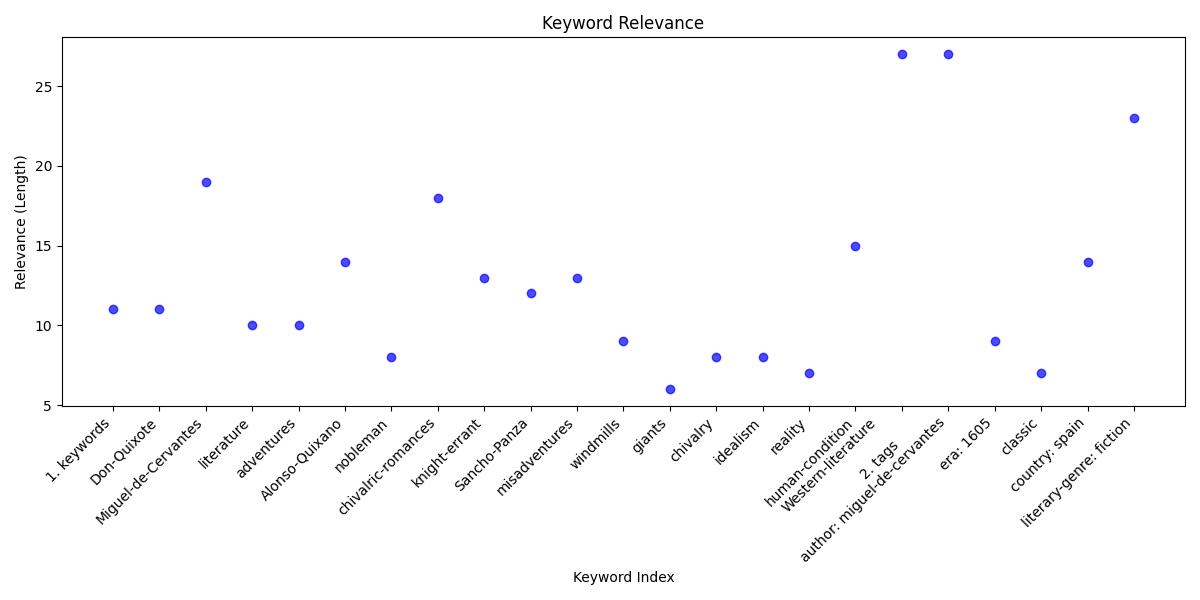 Keyword Relevance
Relevance (Length)
25
20
15
10
5
1. keywords
Don-Quixote
Miguel-de-Cervantes
literature
adventures
Alonso-Quixano
nobleman
chivalric-romances
knight-errant
Sancho-Panza
misadventures
windmills
giants
chivalry
idealism
reality
human-condition
Western-literature
2. tags
author: miguel-de-cervantes
era: 1605
classic
country: spain
literary-genre: fiction
Keyword Index